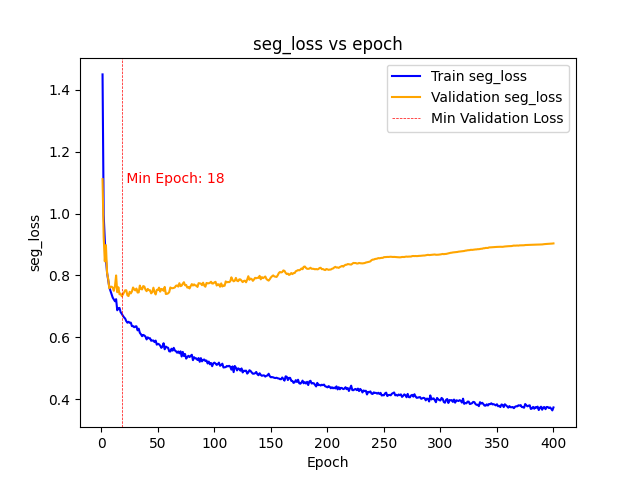 seg_loss vs epoch
Train seg_loss
Validation seg_loss
Min Validation Loss
Min Epoch: 18
seg_loss
1.4
1.2
1.0
0.8
0.6
0.4
0
50
100
150
200
250
300
350
400
Epoch